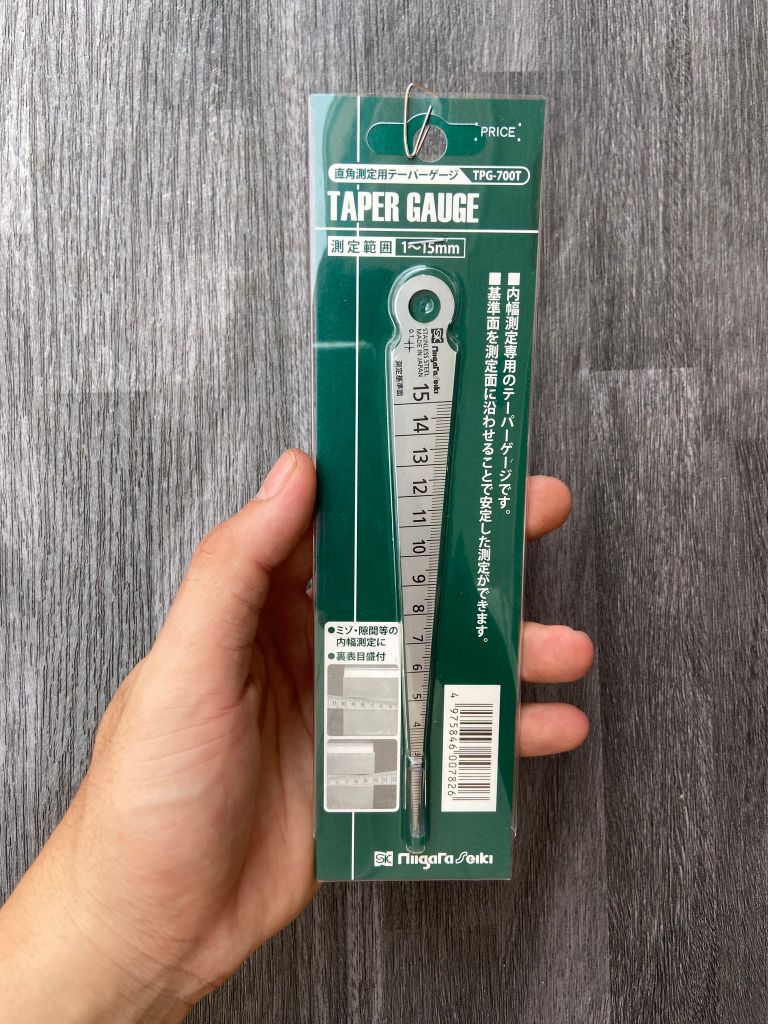 PRICE
直角測定用テーパーゲージ TPG-700T
TAPER GAUGE
測定範囲 1〜15mm
■内幅測定専用のテーパーゲージです。
■基準面を測定面に沿わせることで安定した測定ができます。
SK Niigata Seiki
STAINLESS STEEL
MADE IN JAPAN
0.1
測定基準面
15
14
13
12
11
10
9
8
7
6
5
4
3
●ミゾ・隙間等の
内幅測定に
●裏表目盛付
4 975846 007826
SK Niigata Seiki